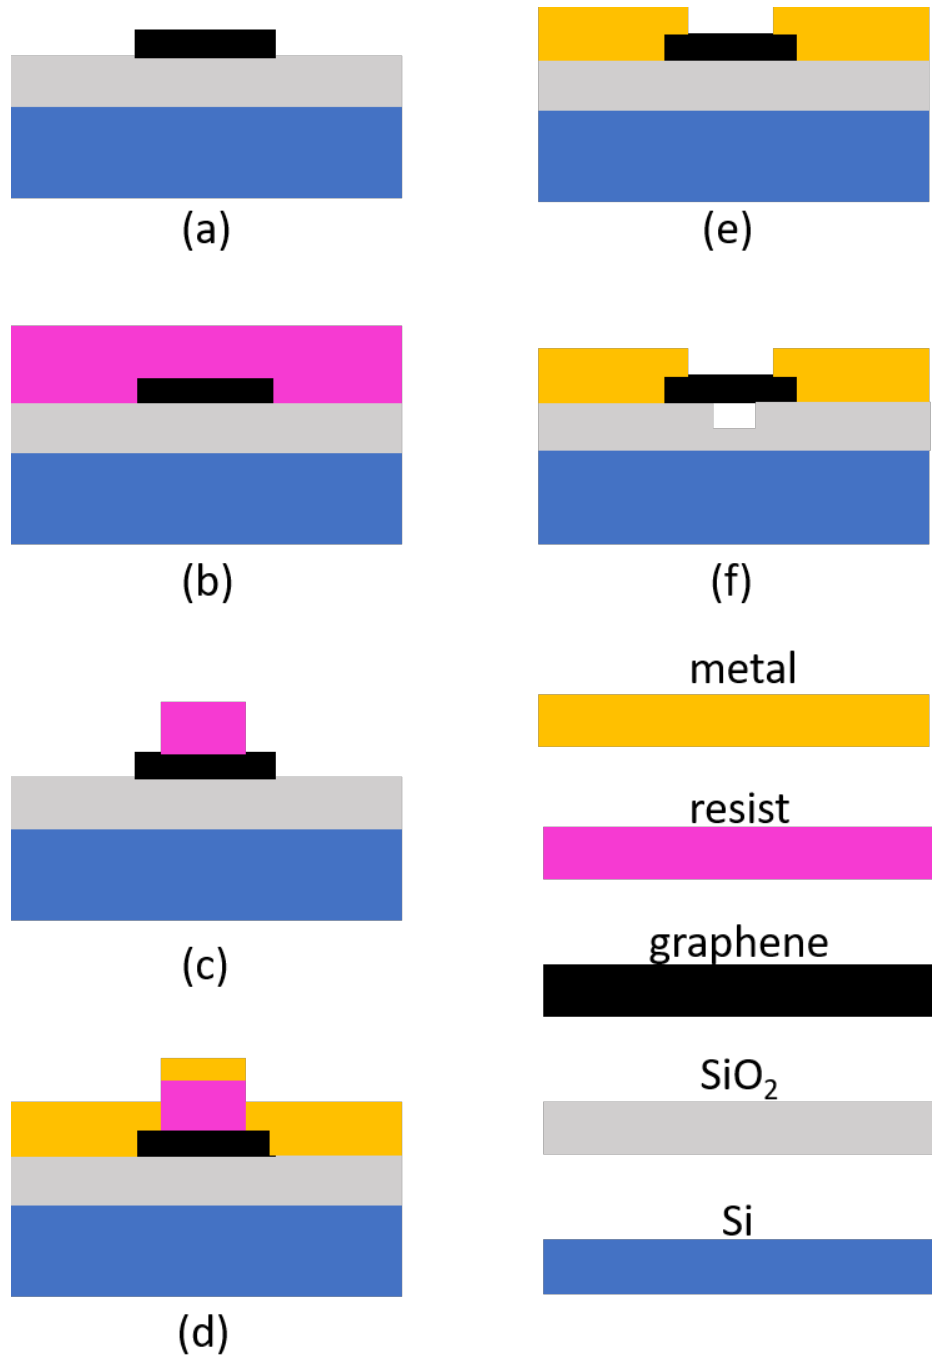 (a)
(b)
(c)
(d)
(e)
(f)
metal
resist
graphene
SiO₂
Si